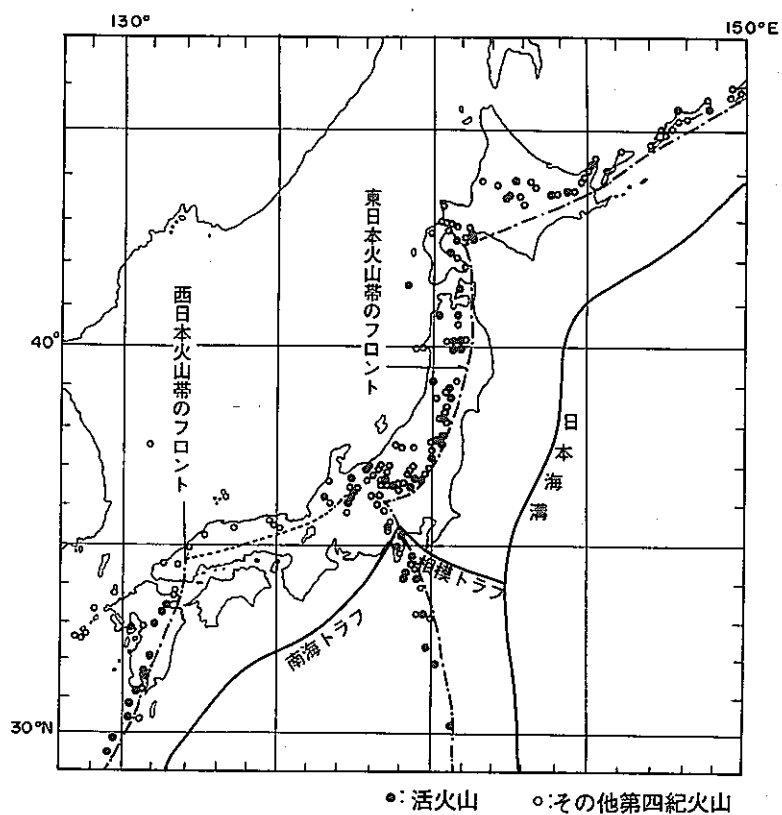 130°
150°E
東日本火山帯のフロント
西日本火山帯のフロント
40°
日本海溝
相模トラフ
南海トラフ
30°N
●:活火山 ○:その他第四紀火山